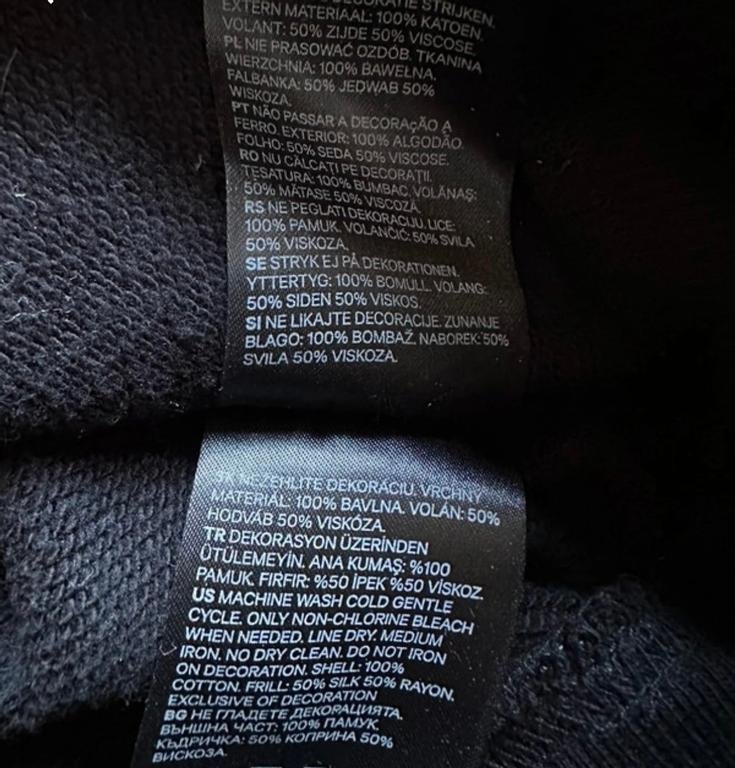 DECORATIE STRIJKEN.
EXTERN MATERIAAL: 100% KATOEN.
VOLANT: 50% ZIJDE 50% VISCOSE.
PL NIE PRASOWAĆ OZDÓB. TKANINA
WIERZCHNIA: 100% BAWEŁNA.
FALBANKA: 50% JEDWAB 50%
WISKOZA.
PT NÃO PASSAR A DECORAÇÃO A
FERRO. EXTERIOR: 100% ALGODÃO.
FOLHO: 50% SEDA 50% VISCOSE.
RO NU CĂLCAȚI PE DECORAȚII.
ȚESĂTURA: 100% BUMBAC. VOLĂNAȘ:
50% MĂTASE 50% VISCOZĂ.
RS NE PEGLATI DEKORACIJU. LICE:
100% PAMUK. VOLANČIĆ: 50% SVILA
50% VISKOZA.
SE STRYK EJ PÅ DEKORATIONEN.
YTTERTYG: 100% BOMULL. VOLANG:
50% SIDEN 50% VISKOS.
SI NE LIKAJTE DECORACIJE. ZUNANJE
BLAGO: 100% BOMBAŽ. NABOREK: 50%
SVILA 50% VISKOZA.
SK NEŽEHLITE DEKORÁCIU. VRCHNÝ
MATERIÁL: 100% BAVLNA. VOLÁN: 50%
HODVÁB 50% VISKÓZA.
TR DEKORASYON ÜZERİNDEN
ÜTÜLEMEYİN. ANA KUMAŞ: %100
PAMUK. FIRFIR: %50 İPEK %50 VİSKOZ.
US MACHINE WASH COLD GENTLE
CYCLE. ONLY NON-CHLORINE BLEACH
WHEN NEEDED. LINE DRY. MEDIUM
IRON. NO DRY CLEAN. DO NOT IRON
ON DECORATION. SHELL: 100%
COTTON. FRILL: 50% SILK 50% RAYON.
EXCLUSIVE OF DECORATION
BG НЕ ГЛАДЕТЕ ДЕКОРАЦИЯТА.
ВЪНШНА ЧАСТ: 100% ПАМУК.
КЪДРИЧКА: 50% КОПРИНА 50%
ВИСКОЗА.